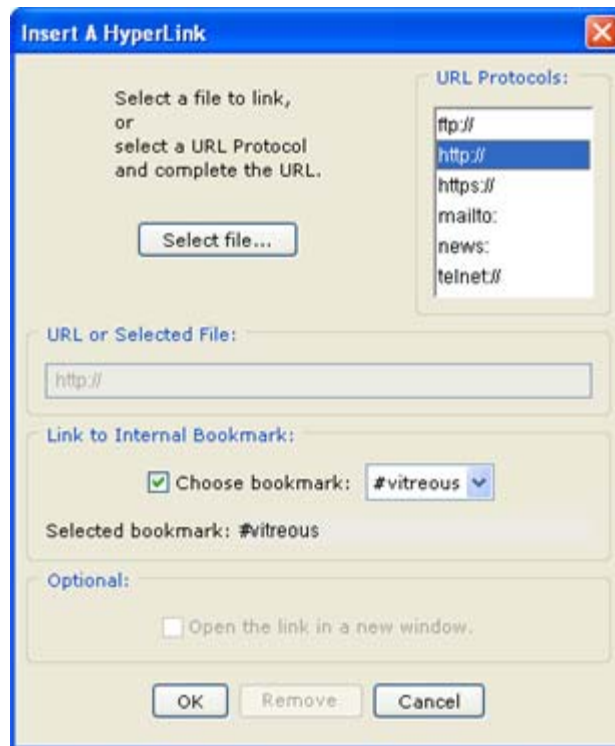 Insert A HyperLink
Select a file to link,
or
select a URL Protocol
and complete the URL.
Select file...
URL Protocols:
ftp://
http://
https://
mailto:
news:
telnet://
URL or Selected File:
http://
Link to Internal Bookmark:
Choose bookmark: #vitreous
Selected bookmark: #vitreous
Optional:
Open the link in a new window.
OK Remove Cancel